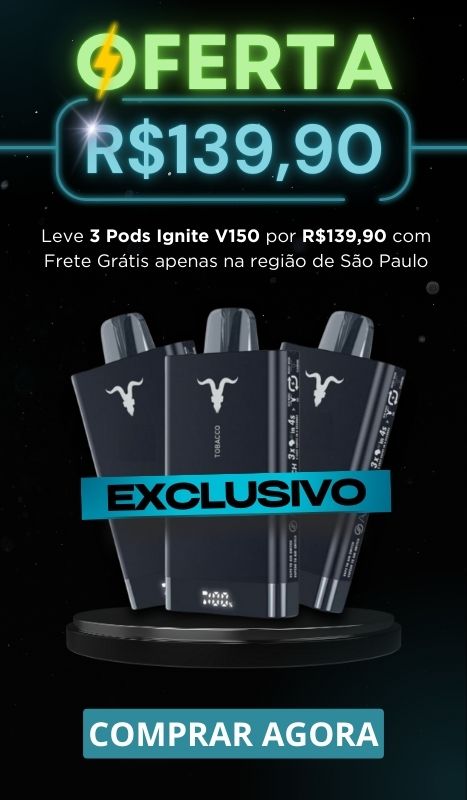 OFERTA
R$139,90
Leve 3 Pods Ignite V150 por R$139,90 com
Frete Grátis apenas na região de São Paulo
TOBACCO
EXCLUSIVO
COMPRAR AGORA